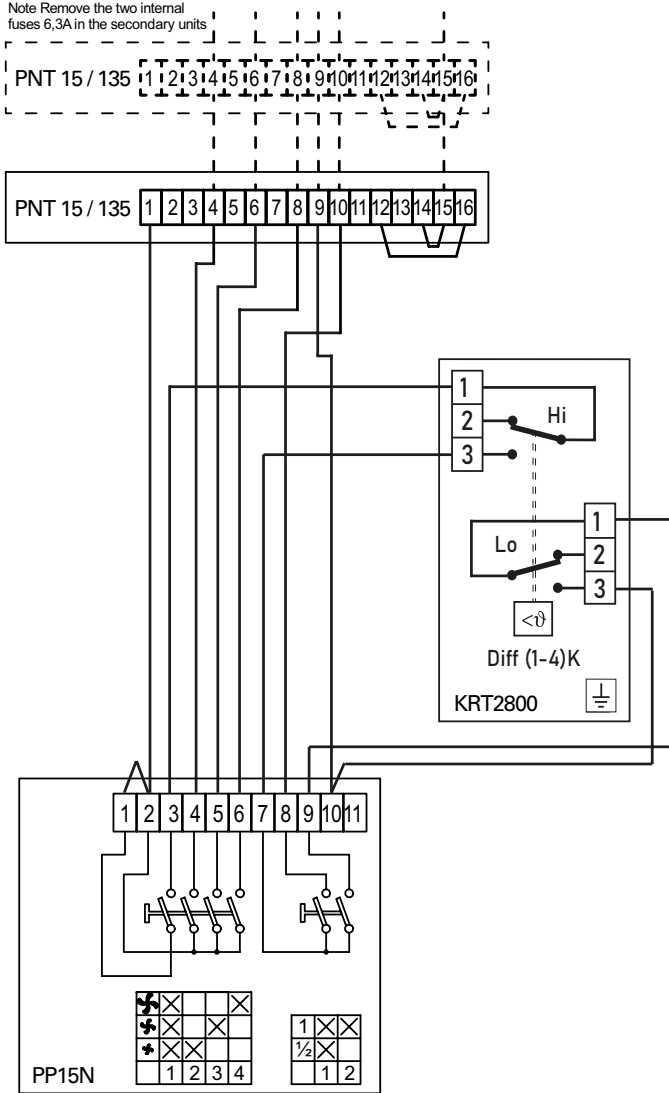 Note Remove the two internal
fuses 6,3A in the secondary units
PNT 15 / 135 1 2 3 4 5 6 7 8 9 10 11 12 13 14 15 16
PNT 15 / 135 1 2 3 4 5 6 7 8 9 10 11 12 13 14 15 16
1
2 Hi
3
1
Lo 2
3
<ϑ
Diff (1-4)K
KRT2800
1 2 3 4 5 6 7 8 9 10 11
1
½
1 2 3 4 1 2
PP15N